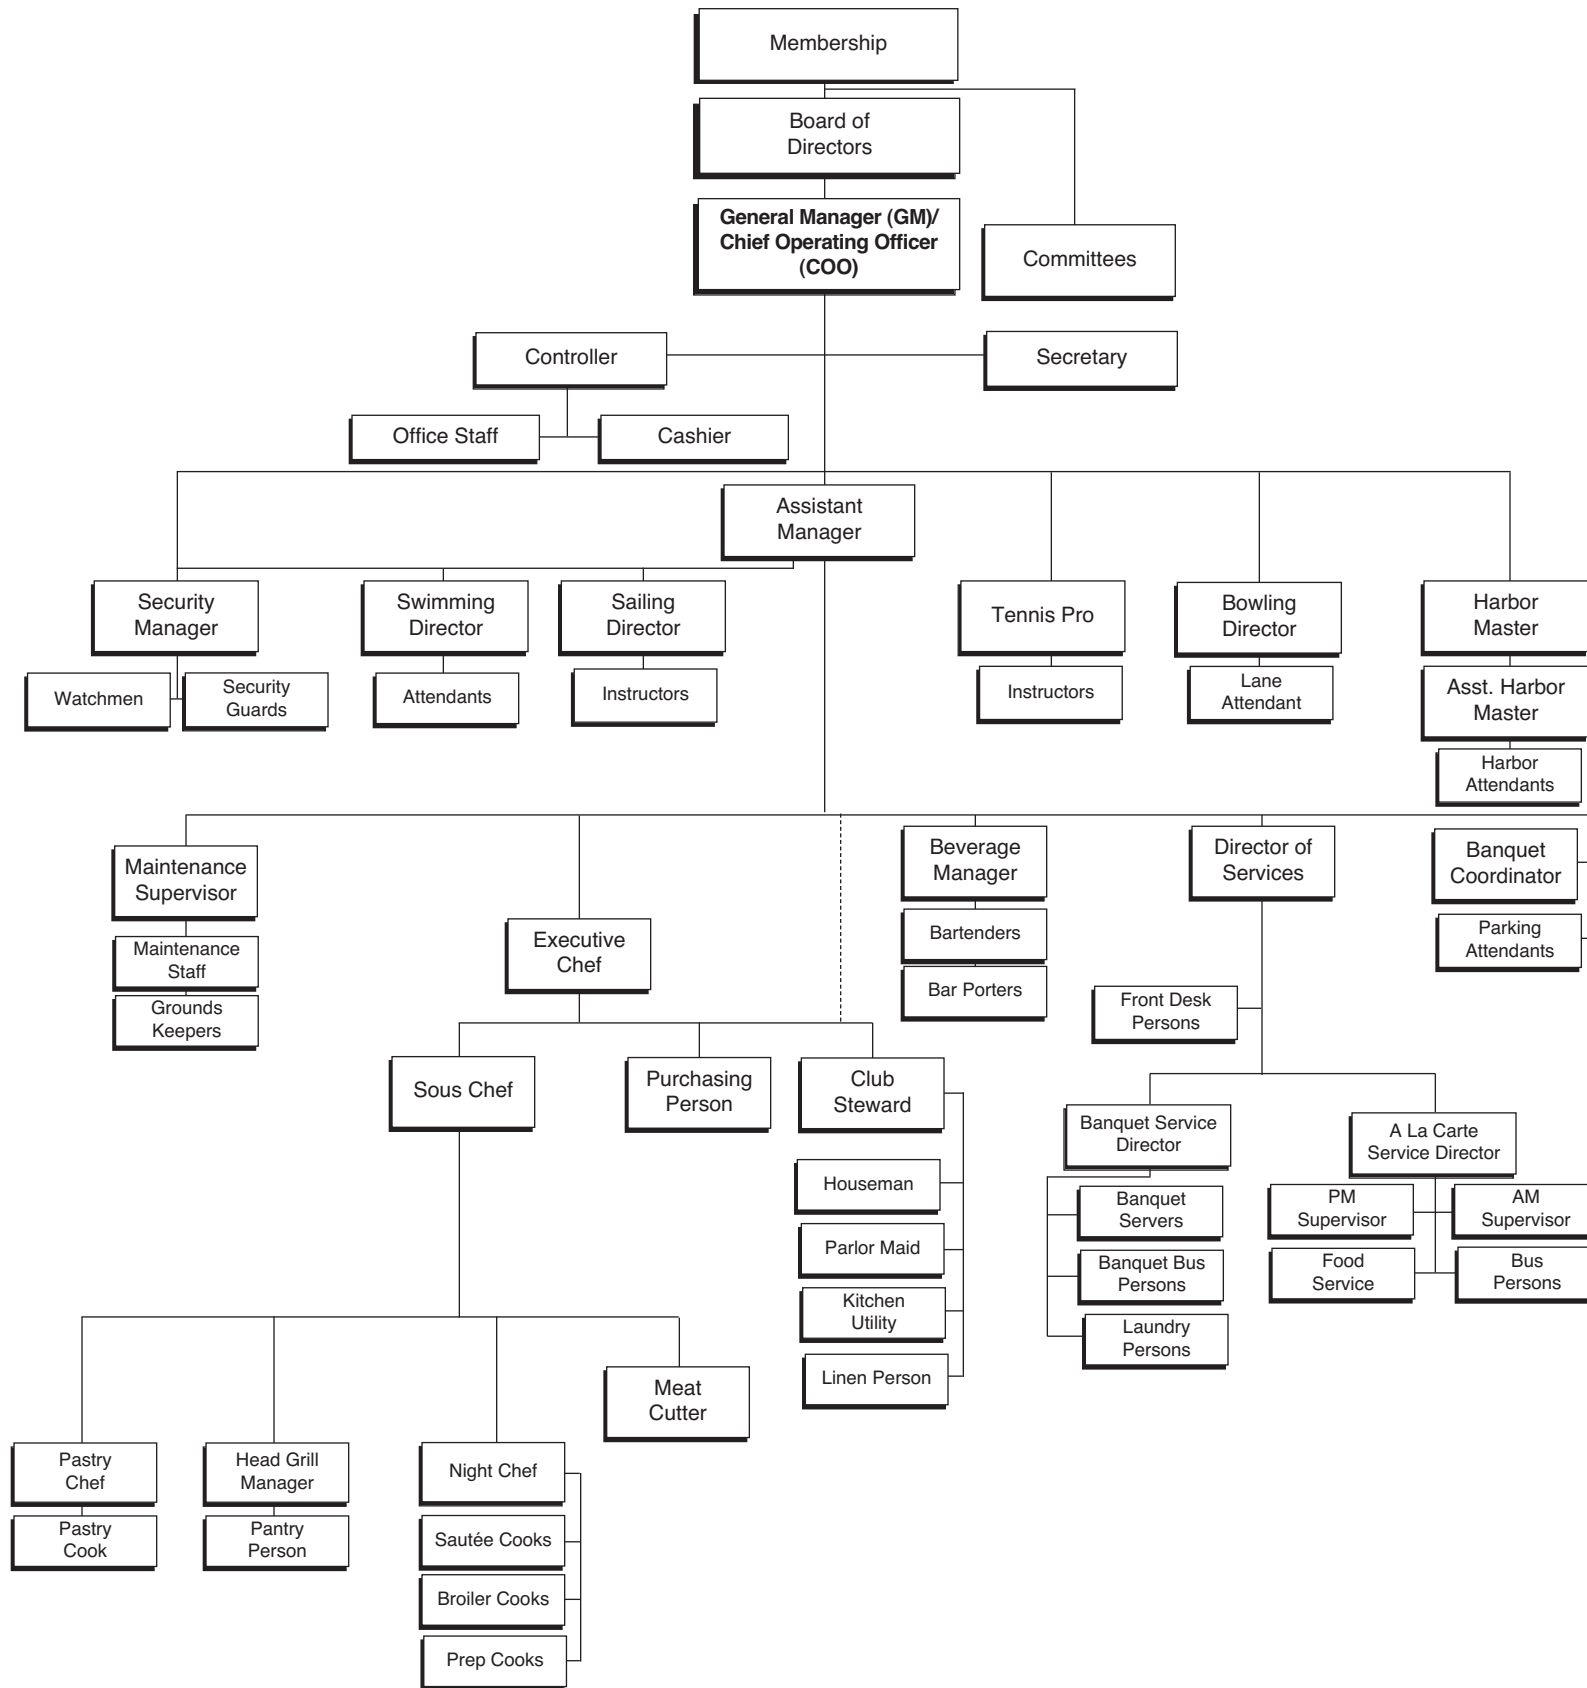 Membership
Board of
Directors
General Manager (GM)/
Chief Operating Officer
(COO)
Committees
Controller
Secretary
Office Staff
Cashier
Assistant
Manager
Security
Manager
Swimming
Director
Sailing
Director
Tennis Pro
Bowling
Director
Harbor
Master
Watchmen
Security
Guards
Attendants
Instructors
Instructors
Lane
Attendant
Asst. Harbor
Master
Harbor
Attendants
Maintenance
Supervisor
Beverage
Manager
Director of
Services
Banquet
Coordinator
Maintenance
Staff
Grounds
Keepers
Executive
Chef
Bartenders
Bar Porters
Parking
Attendants
Front Desk
Persons
Sous Chef
Purchasing
Person
Club
Steward
Houseman
Parlor Maid
Kitchen
Utility
Linen Person
Banquet Service
Director
A La Carte
Service Director
Banquet
Servers
Banquet Bus
Persons
Laundry
Persons
PM
Supervisor
AM
Supervisor
Food
Service
Bus
Persons
Meat
Cutter
Pastry
Chef
Head Grill
Manager
Night Chef
Pastry
Cook
Pantry
Person
Sautée Cooks
Broiler Cooks
Prep Cooks